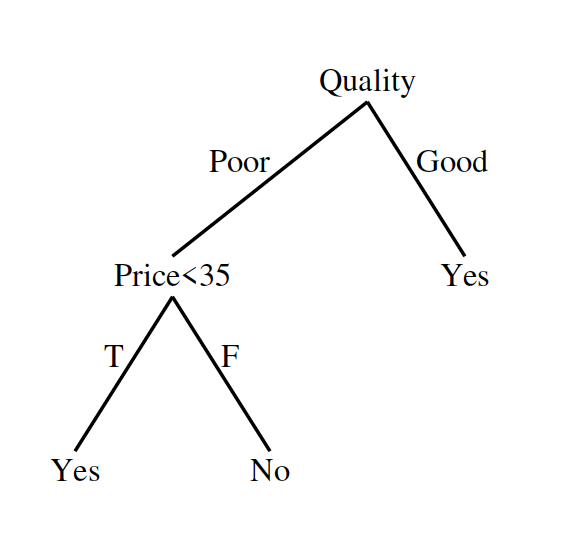 Quality
Poor
Good
Price<35
Yes
T
F
Yes
No